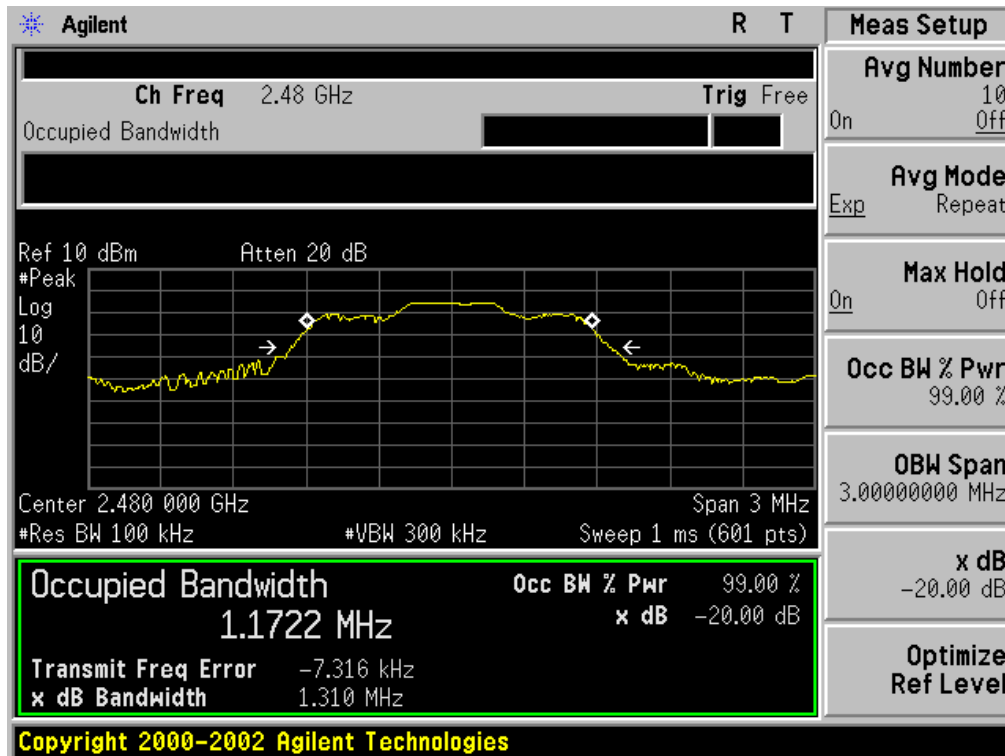 Agilent R T
Ch Freq 2.48 GHz Trig Free
Occupied Bandwidth
Ref 10 dBm Atten 20 dB
#Peak
Log
10
dB/
Center 2.480 000 GHz Span 3 MHz
#Res BW 100 kHz #VBW 300 kHz Sweep 1 ms (601 pts)
Occupied Bandwidth Occ BW % Pwr 99.00 %
1.1722 MHz x dB -20.00 dB
Transmit Freq Error -7.316 kHz
x dB Bandwidth 1.310 MHz
Copyright 2000-2002 Agilent Technologies
Meas Setup
Avg Number
10
On Off
Avg Mode
Exp Repeat
Max Hold
On Off
Occ BW % Pwr
99.00 %
OBW Span
3.00000000 MHz
x dB
-20.00 dB
Optimize
Ref Level